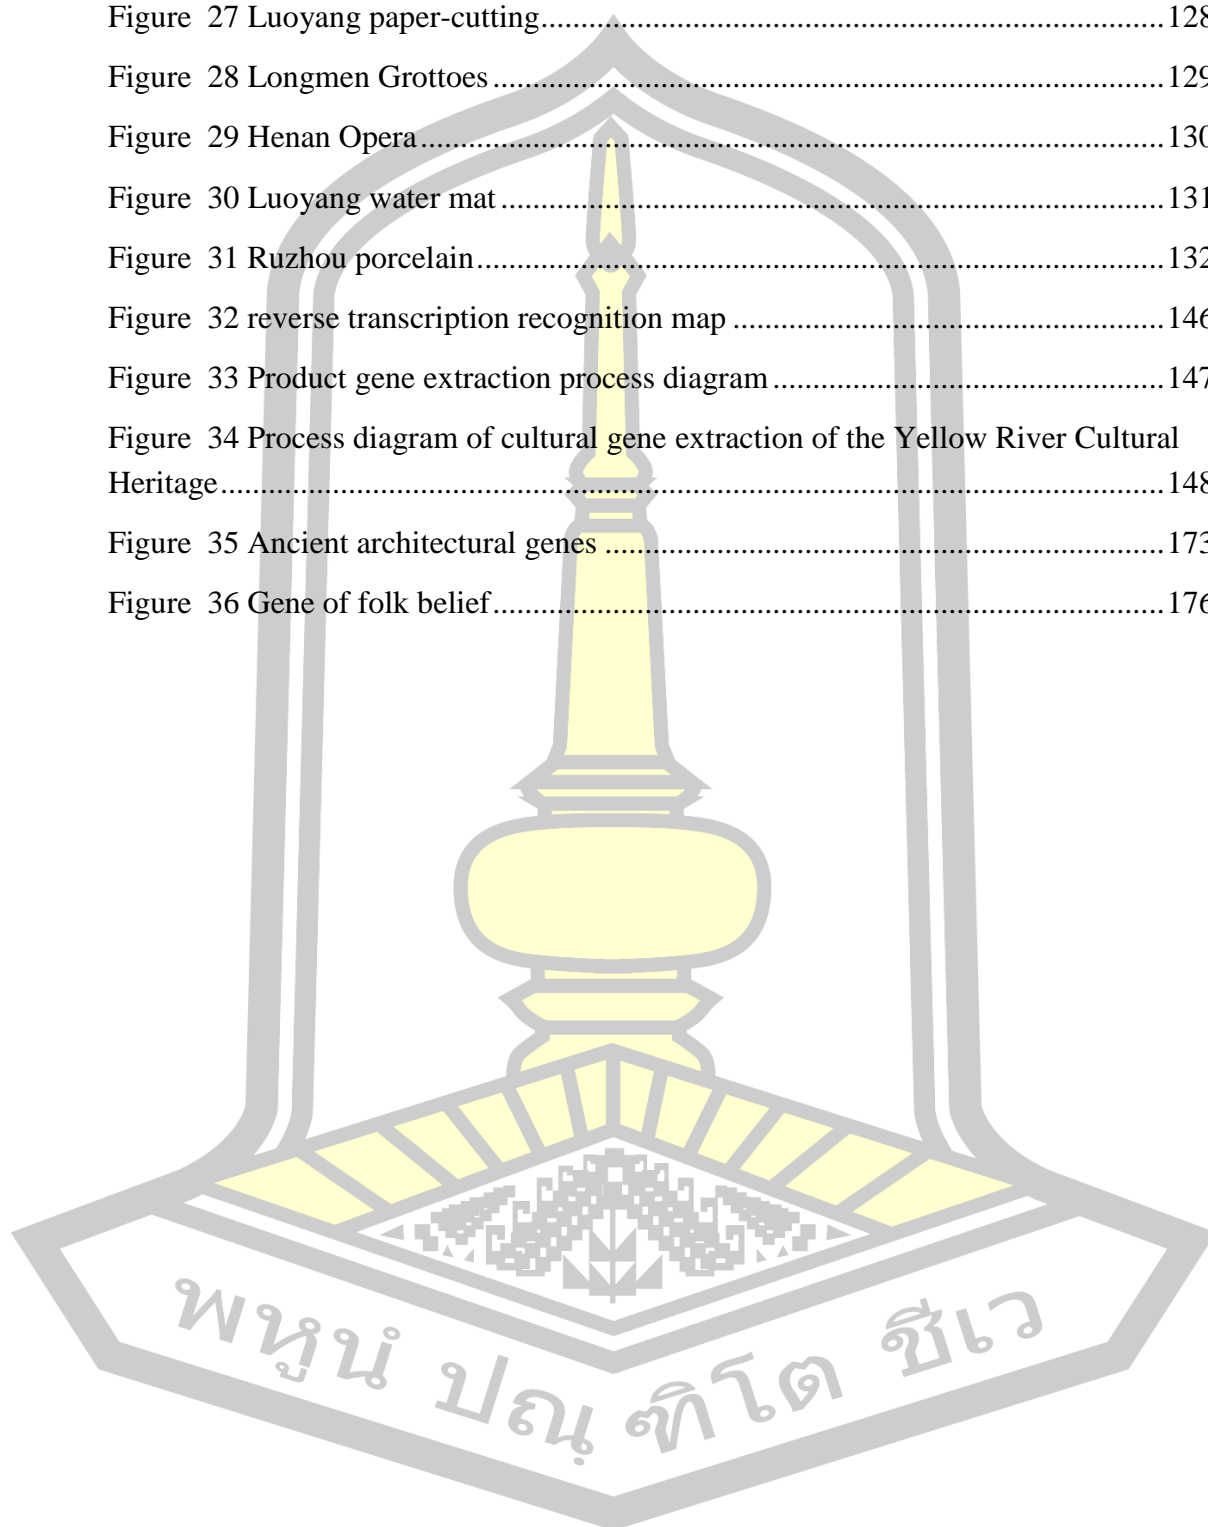 Figure 27 Luoyang paper-cutting.......................................................................128
Figure 28 Longmen Grottoes.......................................................................129
Figure 29 Henan Opera.......................................................................130
Figure 30 Luoyang water mat.......................................................................131
Figure 31 Ruzhou porcelain.......................................................................132
Figure 32 reverse transcription recognition map.......................................................................146
Figure 33 Product gene extraction process diagram.......................................................................147
Figure 34 Process diagram of cultural gene extraction of the Yellow River Cultural
Heritage.......................................................................148
Figure 35 Ancient architectural genes.......................................................................173
Figure 36 Gene of folk belief.......................................................................176
พหูนํ ปณฺฑิโต ชีเว